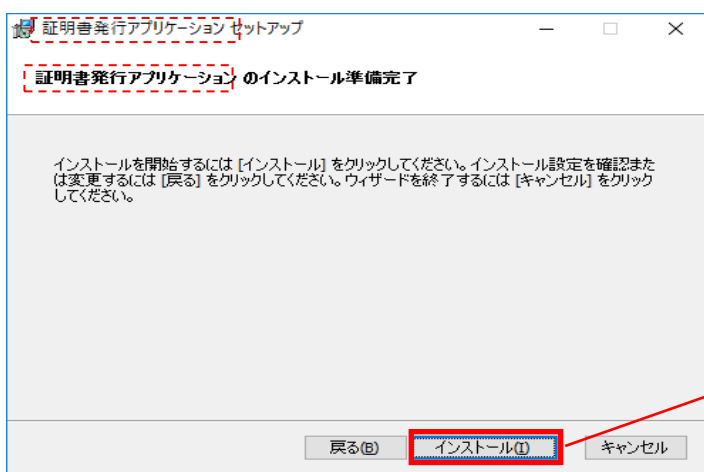 証明書発行アプリケーション セットアップ
証明書発行アプリケーション のインストール準備完了
インストールを開始するには [インストール] をクリックしてください。インストール設定を確認また
は変更するには [戻る] をクリックしてください。ウィザードを終了するには [キャンセル] をクリック
してください。
戻る(B) インストール(I) キャンセル